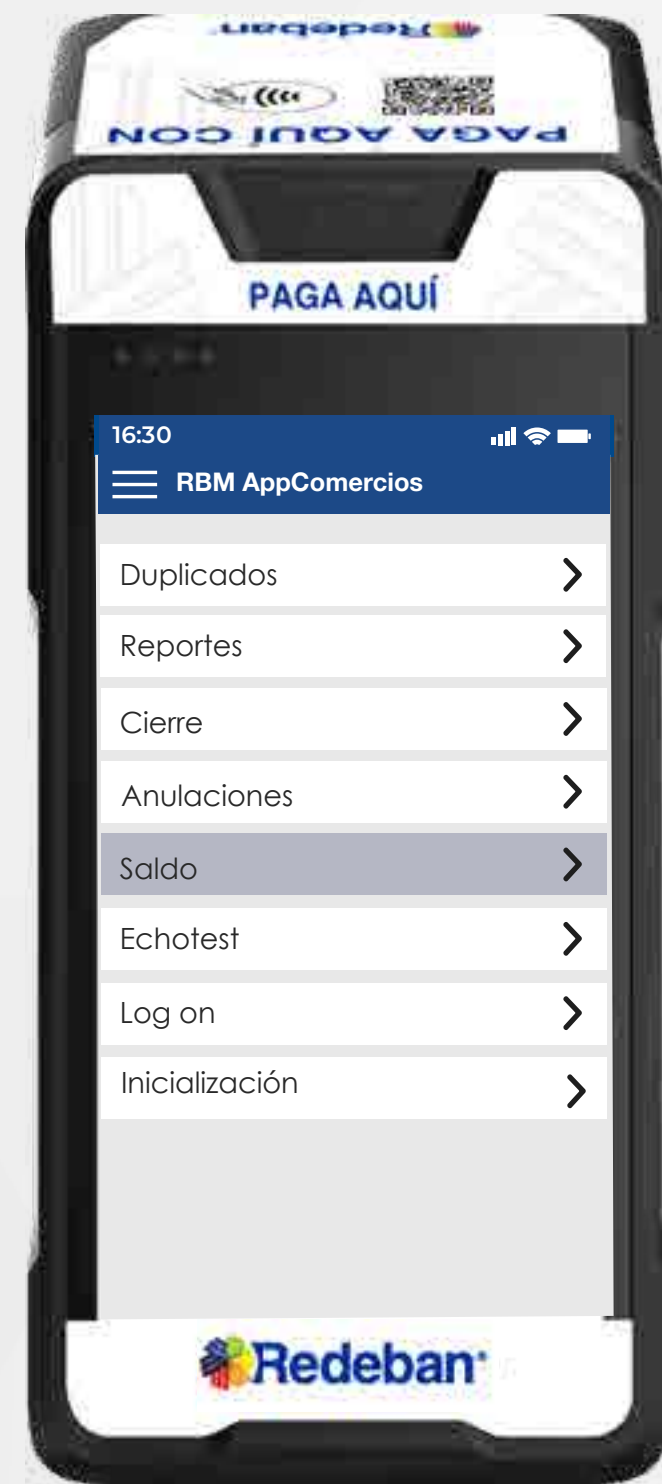 Redeban
PAGA AQUÍ CON
PAGA AQUÍ
16:30
RBM AppComercios
Duplicados
Reportes
Cierre
Anulaciones
Saldo
Echotest
Log on
Inicialización
Redeban